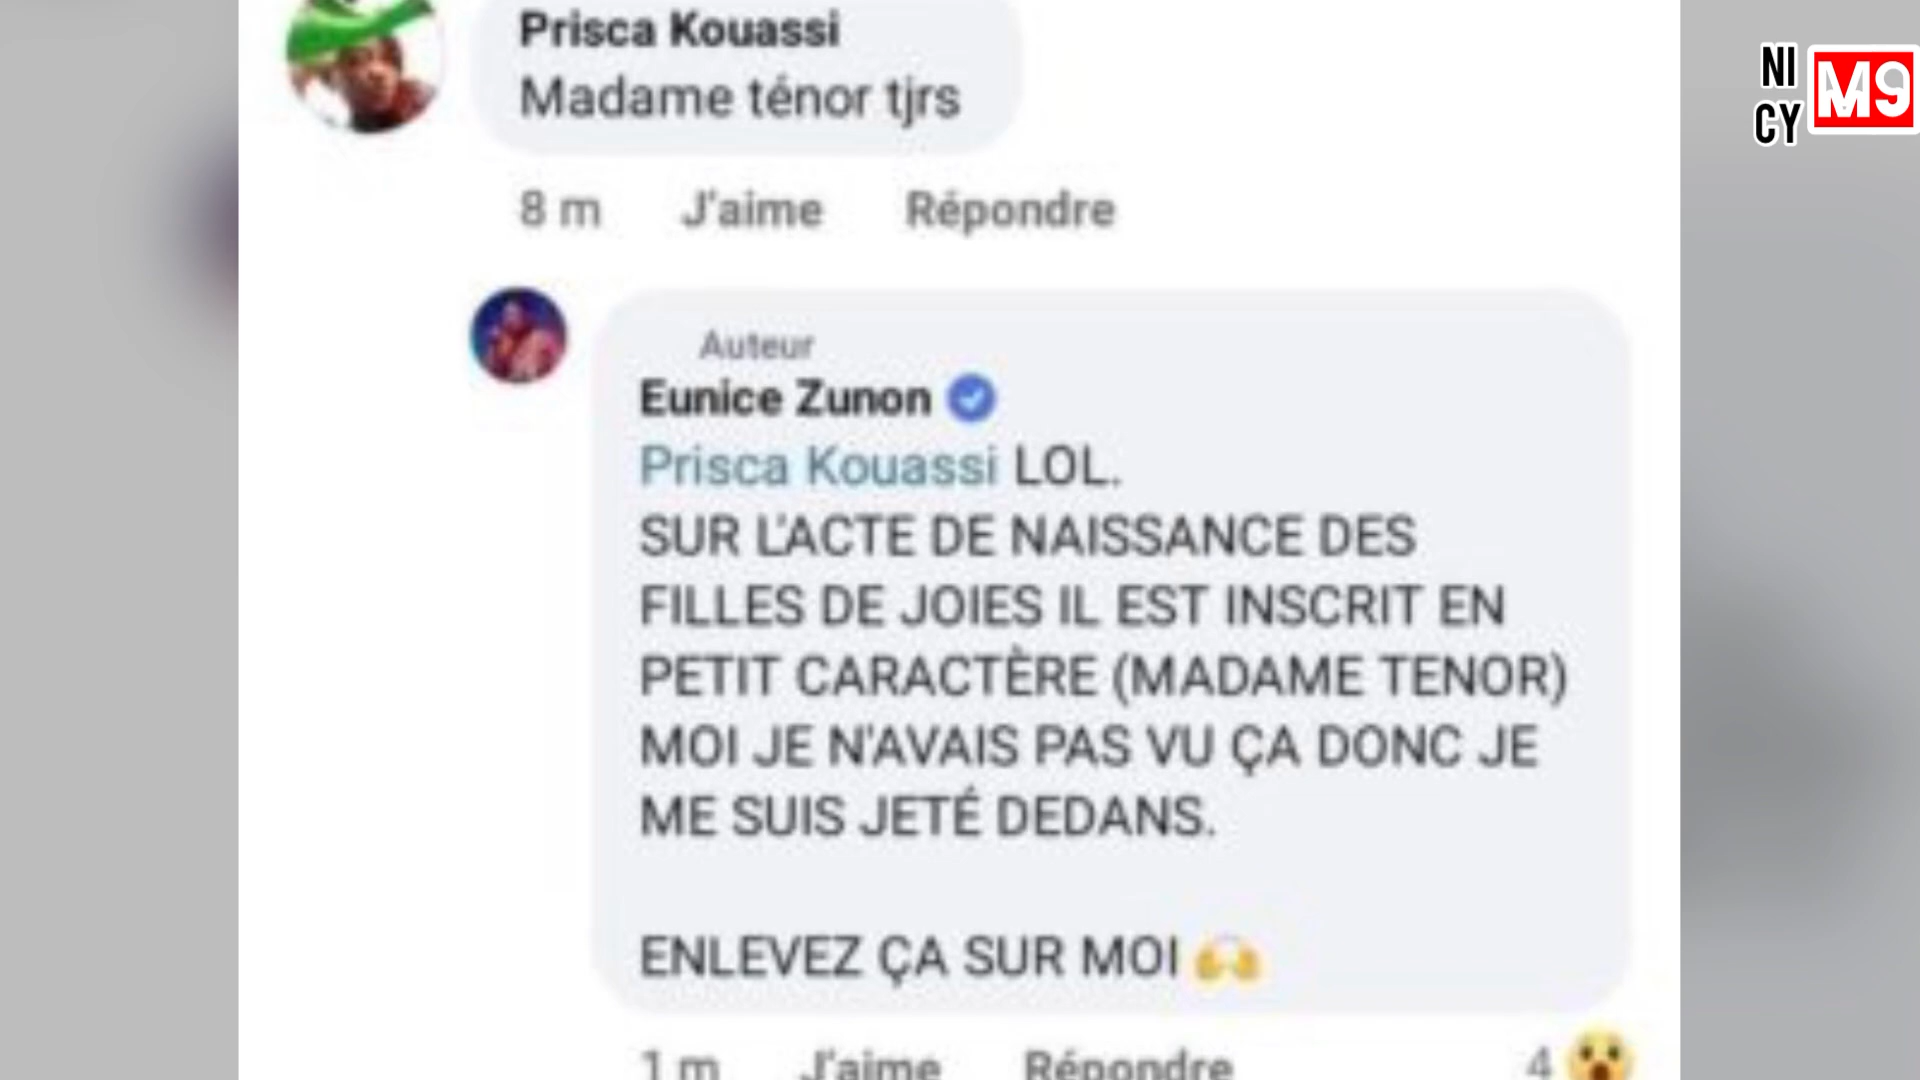 Prisca Kouassi
Madame ténor tjrs
8 m J'aime Répondre
Auteur
Eunice Zunon
Prisca Kouassi LOL.
SUR L'ACTE DE NAISSANCE DES
FILLES DE JOIES IL EST INSCRIT EN
PETIT CARACTÈRE (MADAME TENOR)
MOI JE N'AVAIS PAS VU ÇA DONC JE
ME SUIS JETÉ DEDANS.
ENLEVEZ ÇA SUR MOI 🙌
1 m J'aime Répondre 4
NI
CY
M9